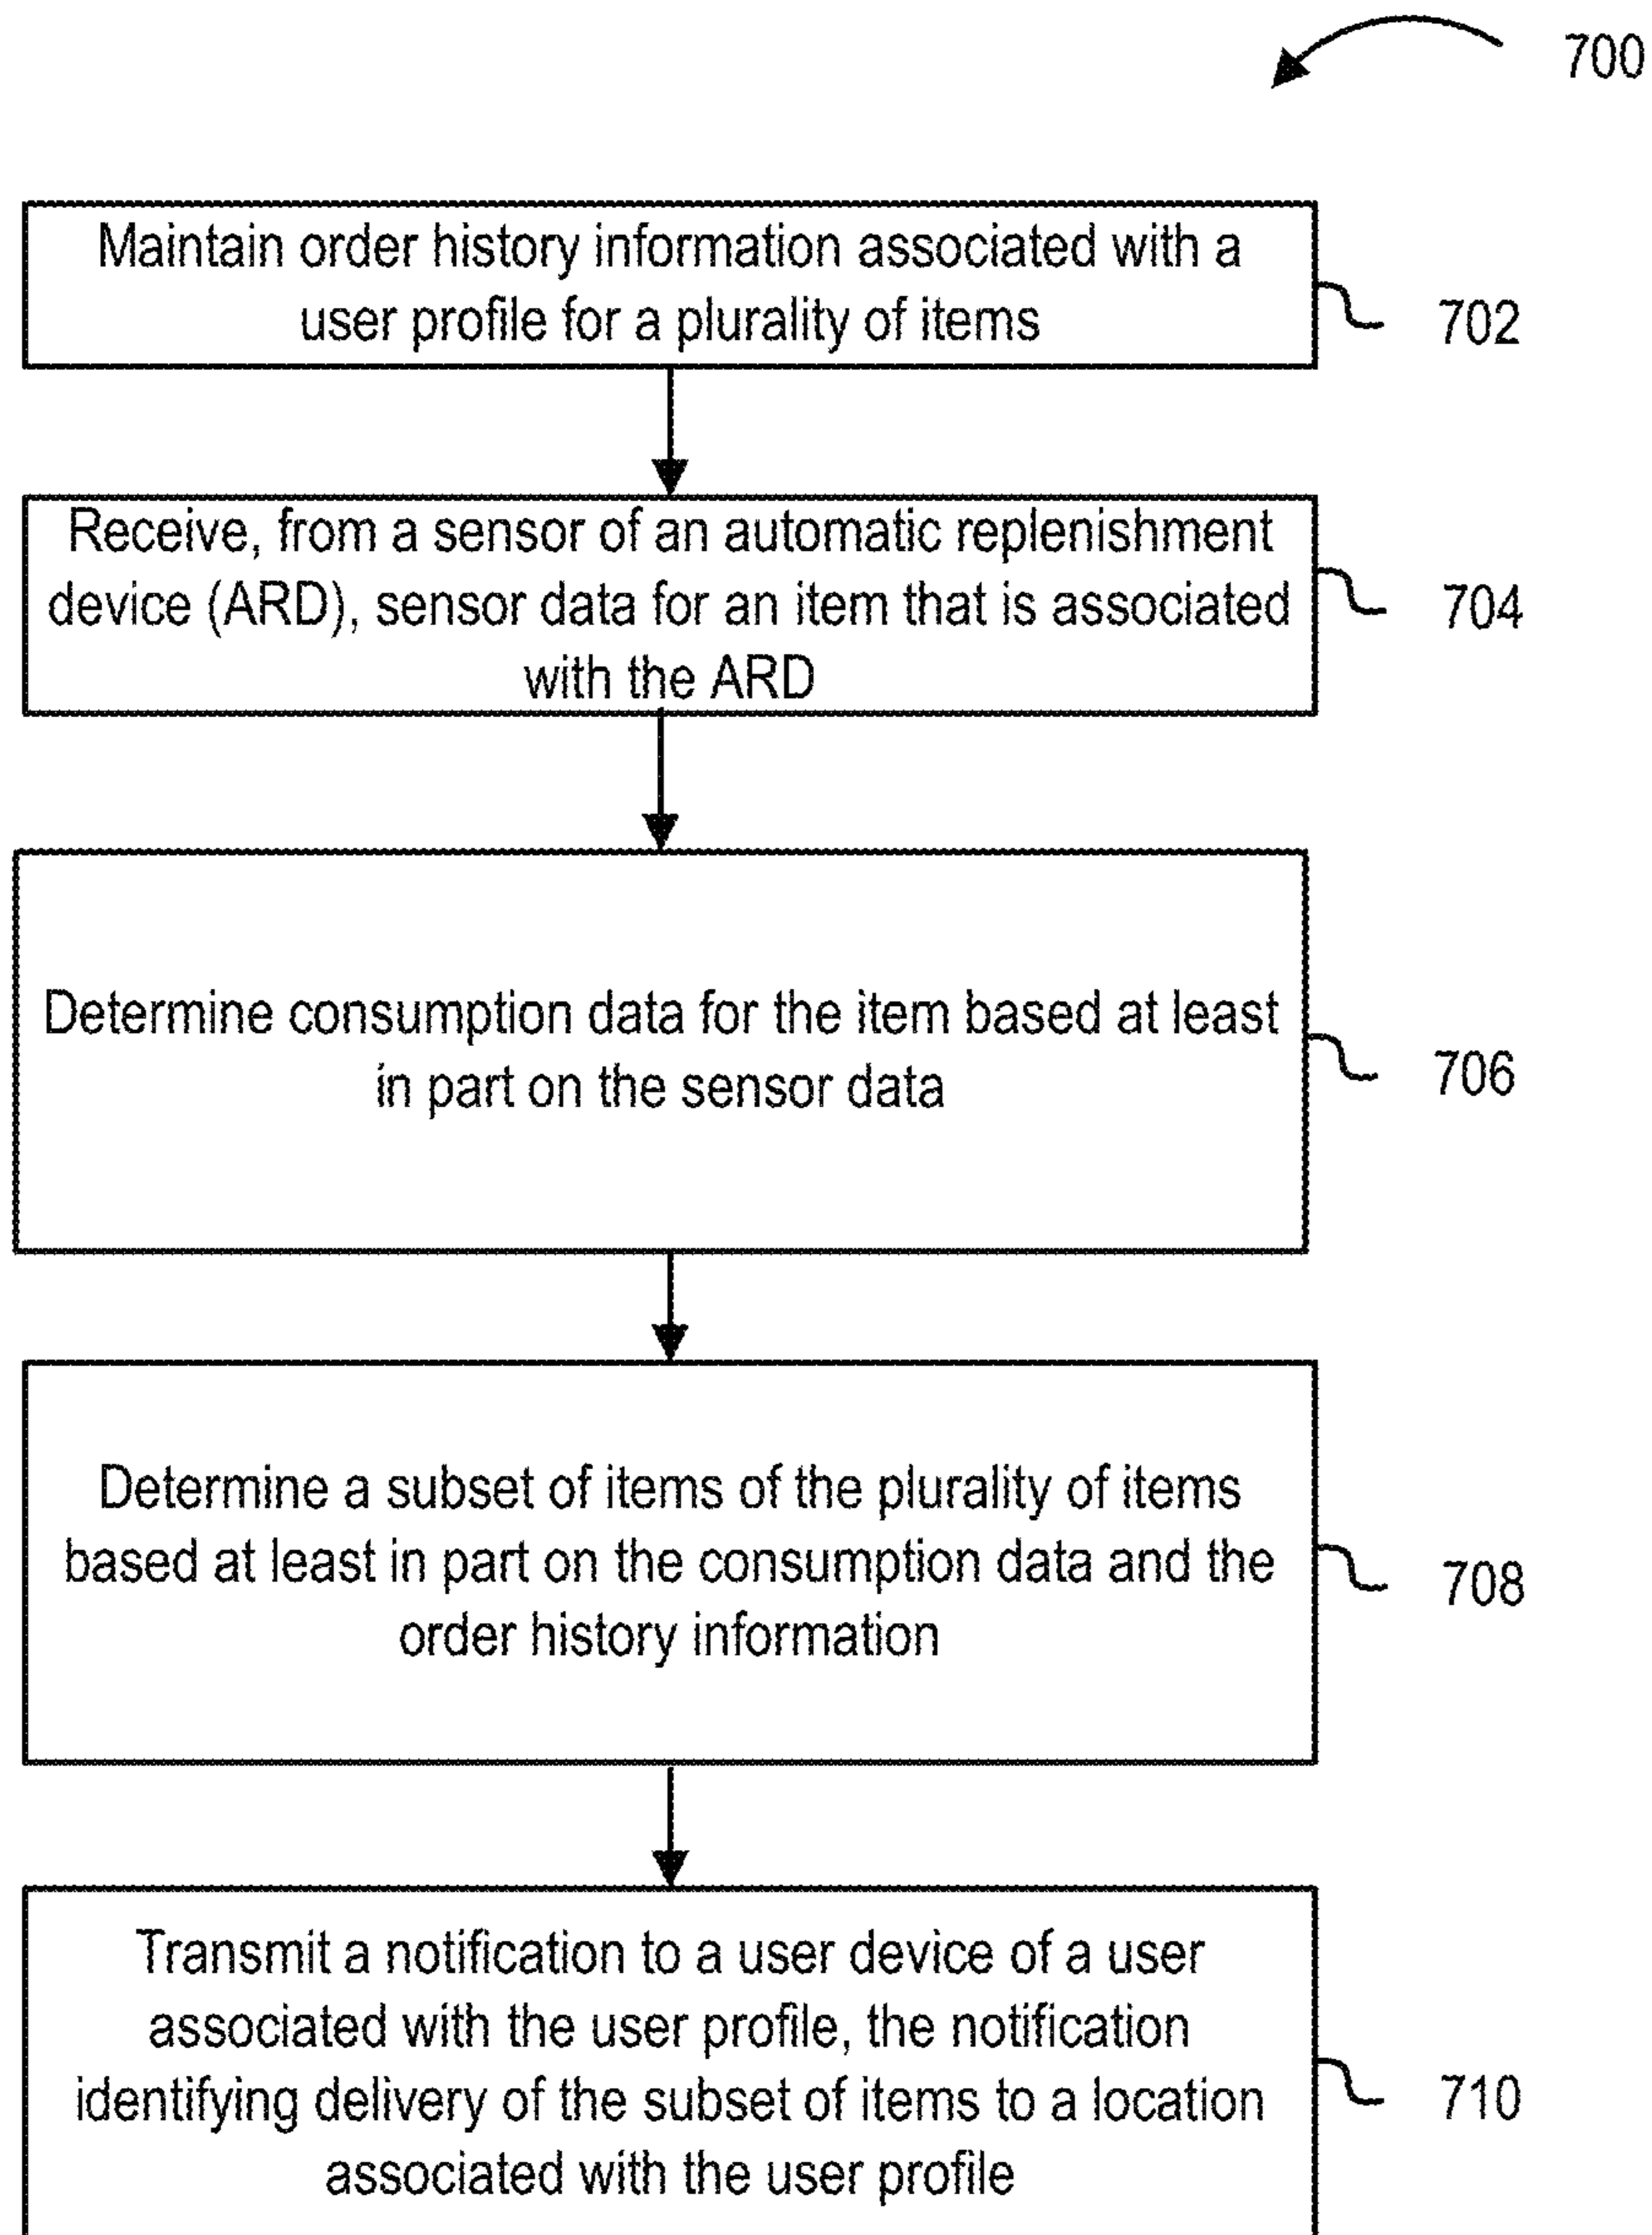 700
Maintain order history information associated with a
user profile for a plurality of items
702
Receive, from a sensor of an automatic replenishment
device (ARD), sensor data for an item that is associated
with the ARD
704
Determine consumption data for the item based at least
in part on the sensor data
706
Determine a subset of items of the plurality of items
based at least in part on the consumption data and the
order history information
708
Transmit a notification to a user device of a user
associated with the user profile, the notification
identifying delivery of the subset of items to a location
associated with the user profile
710